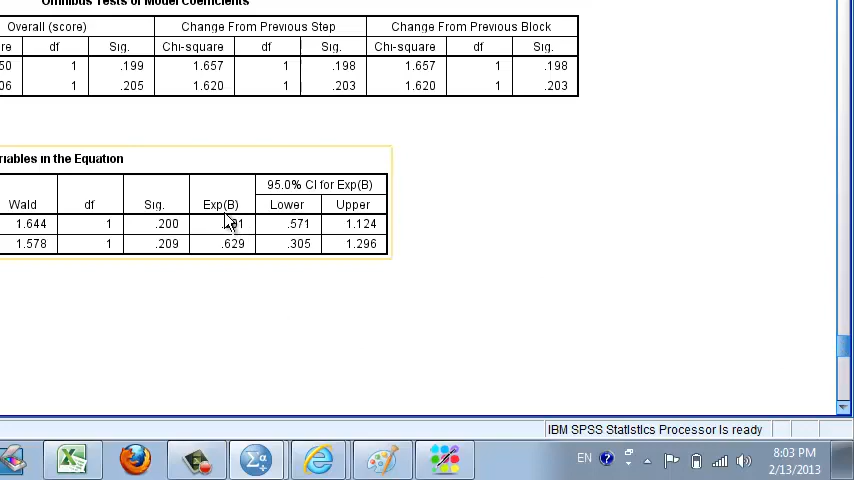 Omnibus Tests of Model Coefficients
Overall (score) Change From Previous Step Change From Previous Block
df Sig. Chi-square df Sig. Chi-square df Sig.
50 1 .199 1.657 1 .198 1.657 1 .198
06 1 .205 1.620 1 .203 1.620 1 .203
riables in the Equation
95.0% CI for Exp(B)
Wald df Sig. Exp(B) Lower Upper
1.644 1 .200 .571 1.124
1.578 1 .209 .629 .305 1.296
IBM SPSS Statistics Processor is ready
EN 8:03 PM
2/13/2013